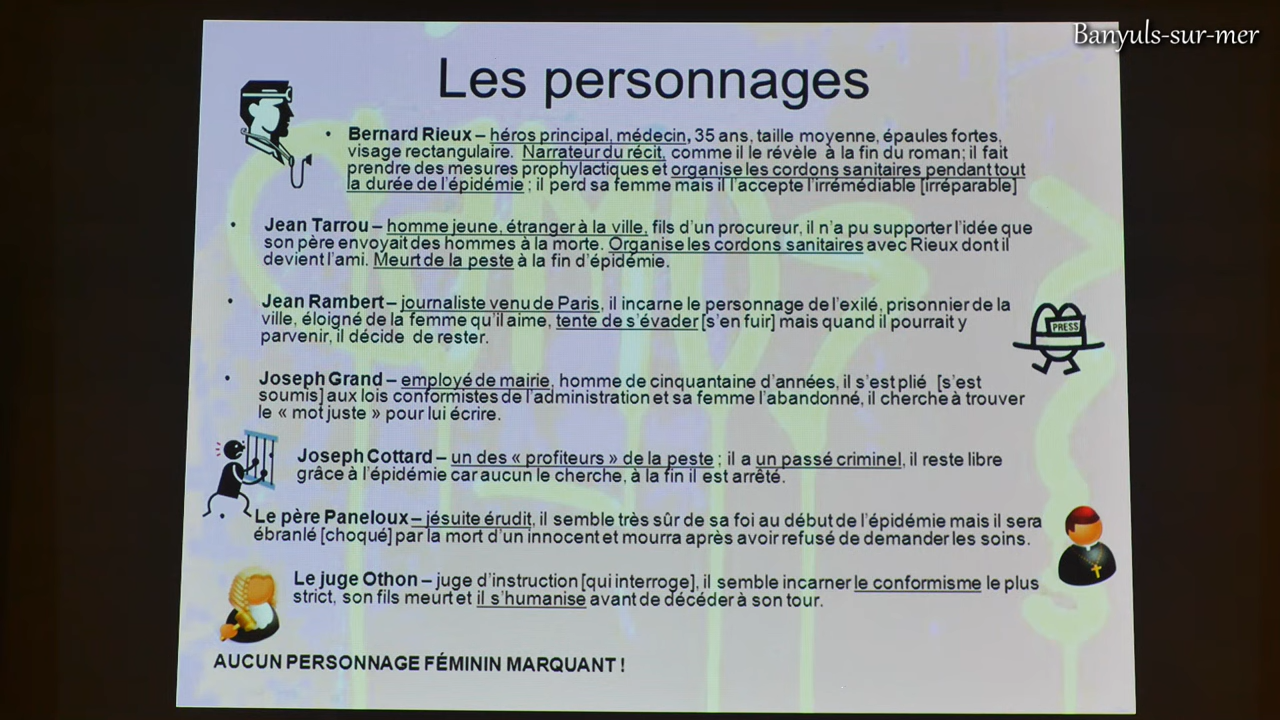 Banyuls-sur-mer
Les personnages
• Bernard Rieux – héros principal, médecin, 35 ans, taille moyenne, épaules fortes,
visage rectangulaire. Narrateur du récit, comme il le révèle à la fin du roman; il fait
prendre des mesures prophylactiques et organise les cordons sanitaires pendant tout
la durée de l'épidémie ; il perd sa femme mais il l'accepte l'irrémédiable [irréparable]
• Jean Tarrou – homme jeune, étranger à la ville, fils d'un procureur, il n'a pu supporter l'idée que
son père envoyait des hommes à la morte. Organise les cordons sanitaires avec Rieux dont il
devient l'ami. Meurt de la peste à la fin d'épidémie.
• Jean Rambert – journaliste venu de Paris, il incarne le personnage de l'exilé, prisonnier de la
ville, éloigné de la femme qu'il aime, tente de s'évader [s'en fuir] mais quand il pourrait y
parvenir, il décide de rester.
PRESS
• Joseph Grand – employé de mairie, homme de cinquantaine d'années, il s'est plié [s'est
soumis] aux lois conformistes de l'administration et sa femme l'abandonné, il cherche à trouver
le « mot juste » pour lui écrire.
Joseph Cottard – un des « profiteurs » de la peste ; il a un passé criminel, il reste libre
grâce à l'épidémie car aucun le cherche, à la fin il est arrêté.
• Le père Paneloux – jésuite érudit, il semble très sûr de sa foi au début de l'épidémie mais il sera
ébranlé [choqué] par la mort d'un innocent et mourra après avoir refusé de demander les soins.
Le juge Othon – juge d'instruction [qui interroge], il semble incarner le conformisme le plus
strict, son fils meurt et il s'humanise avant de décéder à son tour.
AUCUN PERSONNAGE FÉMININ MARQUANT !